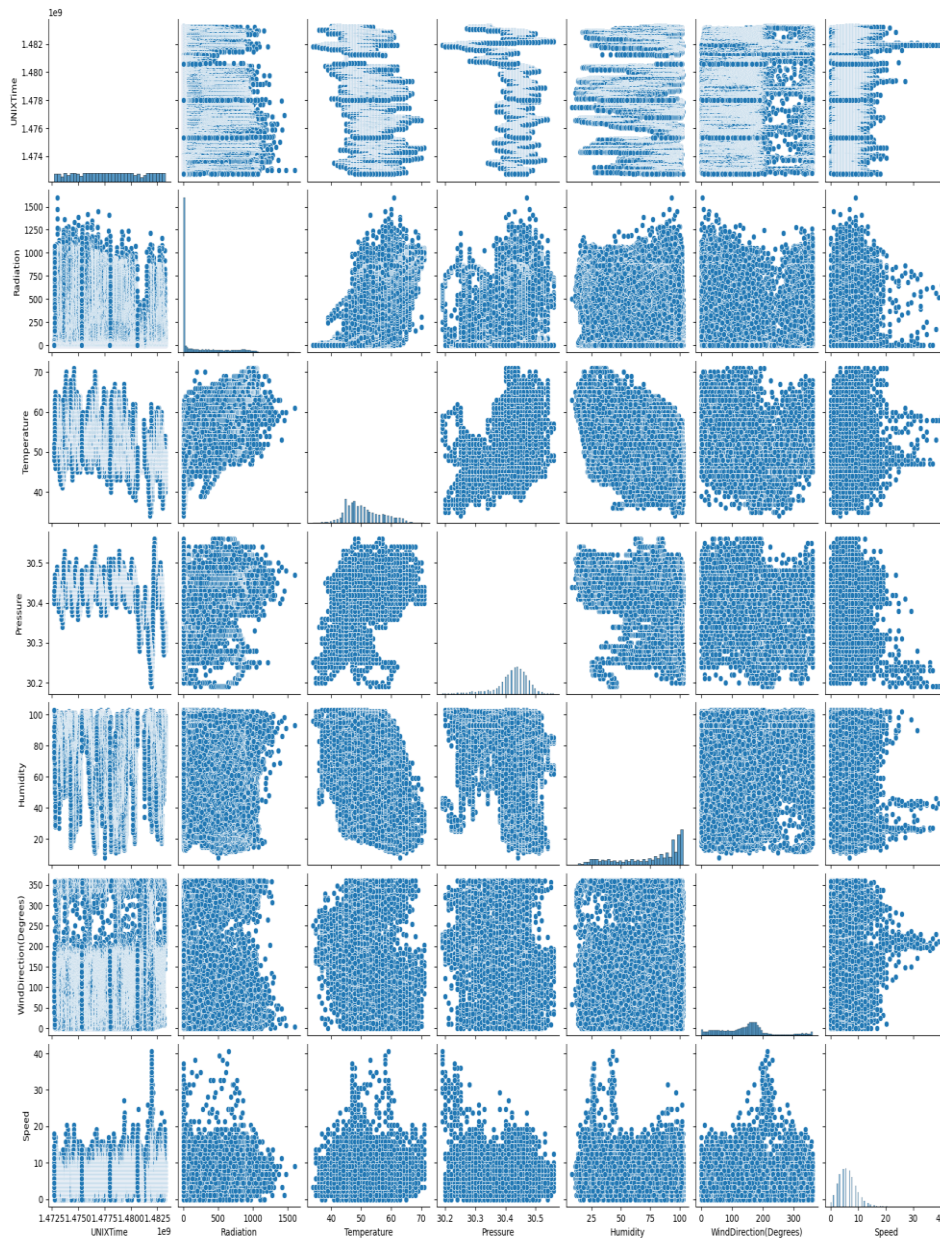 1e9
1.482
1.480
1.478
1.476
1.474
UNIXTime
1500
1250
1000
750
500
250
0
Radiation
70
60
50
40
Temperature
30.5
30.4
30.3
30.2
Pressure
100
80
60
40
20
Humidity
350
300
250
200
150
100
50
0
WindDirection(Degrees)
40
30
20
10
0
Speed
1.4725 1.4750 1.4775 1.4800 1.4825
1e9
UNIXTime
0 500 1000 1500
Radiation
40 50 60 70
Temperature
30.2 30.3 30.4 30.5
Pressure
25 50 75 100
Humidity
0 100 200 300
WindDirection(Degrees)
0 10 20 30 40
Speed